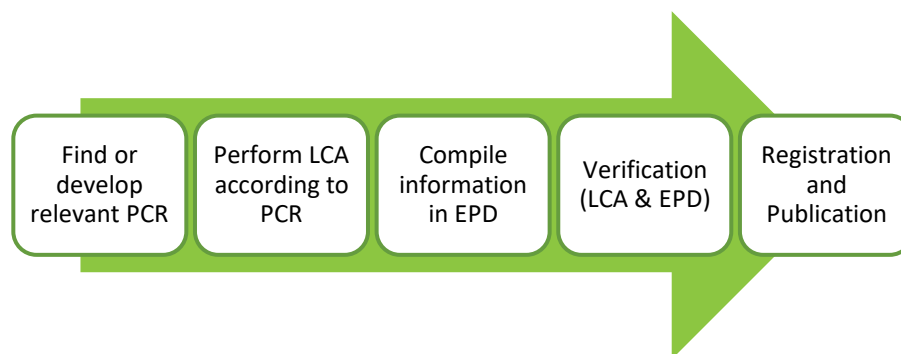 Find or
develop
relevant PCR
Perform LCA
according to
PCR
Compile
information
in EPD
Verification
(LCA & EPD)
Registration
and
Publication